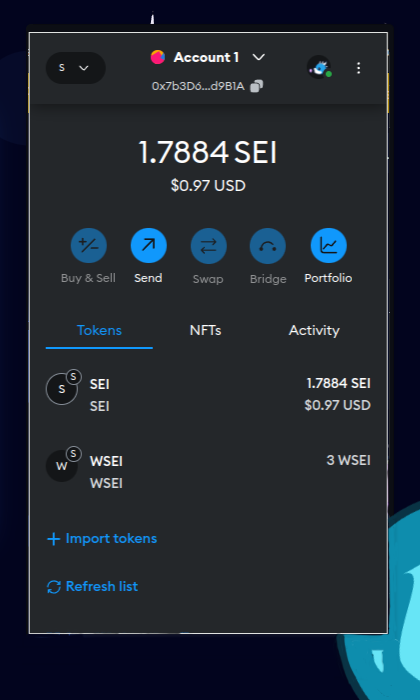 S
Account 1
0x7b3D6...d9B1A
1.7884 SEI
$0.97 USD
Buy & Sell
Send
Swap
Bridge
Portfolio
Tokens
NFTs
Activity
S
S
SEI
1.7884 SEI
SEI
$0.97 USD
W
S
WSEI
3 WSEI
WSEI
+ Import tokens
Refresh list